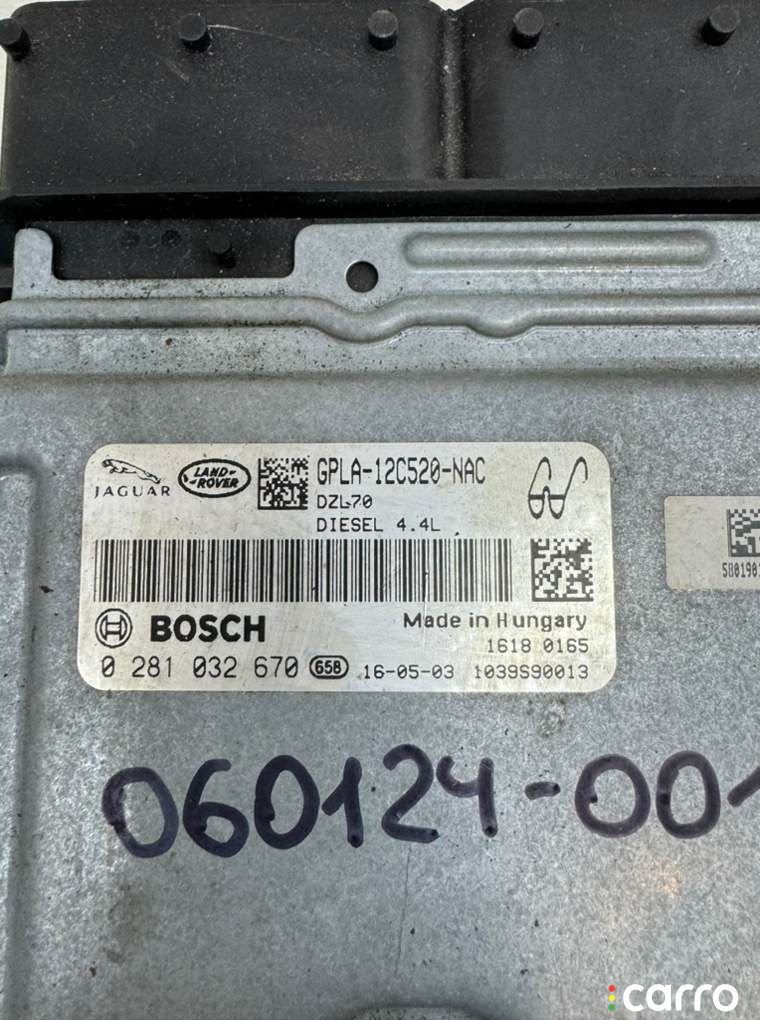 JAGUAR
LAND-
-ROVER
GPLA-12C520-NAC
DZL70
DIESEL 4.4L
BOSCH
Made in Hungary
1618 0165
0 281 032 670 658 16-05-03 1039S90013
060124-001
carro